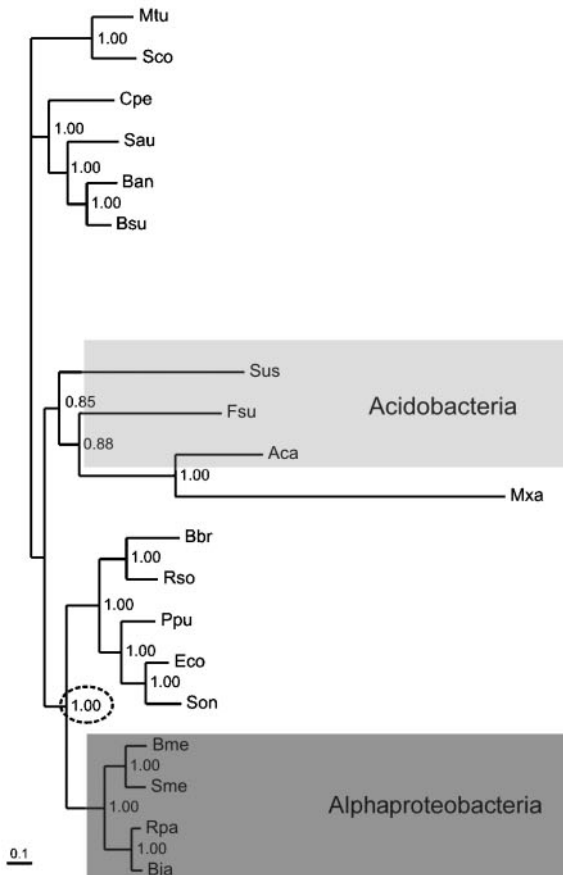 Mtu
1.00
Sco
Cpe
1.00
Sau
1.00
Ban
1.00
Bsu
Sus
0.85
Acidobacteria
Fsu
0.88
Aca
1.00
Mxa
Bbr
1.00
Rso
1.00
Ppu
1.00
Eco
1.00
Son
1.00
Bme
1.00
Sme
1.00
Alphaproteobacteria
Rpa
1.00
Bja
0.1